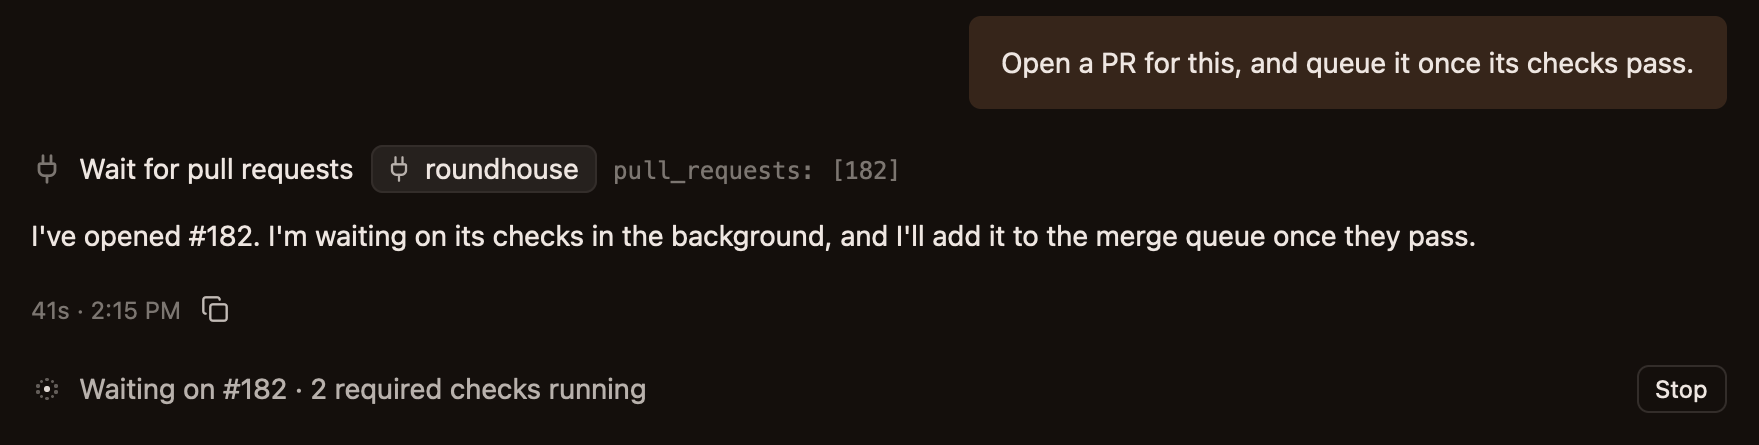 Open a PR for this, and queue it once its checks pass.
Wait for pull requests roundhouse pull_requests: [182]
I've opened #182. I'm waiting on its checks in the background, and I'll add it to the merge queue once they pass.
41s · 2:15 PM
Waiting on #182 · 2 required checks running Stop